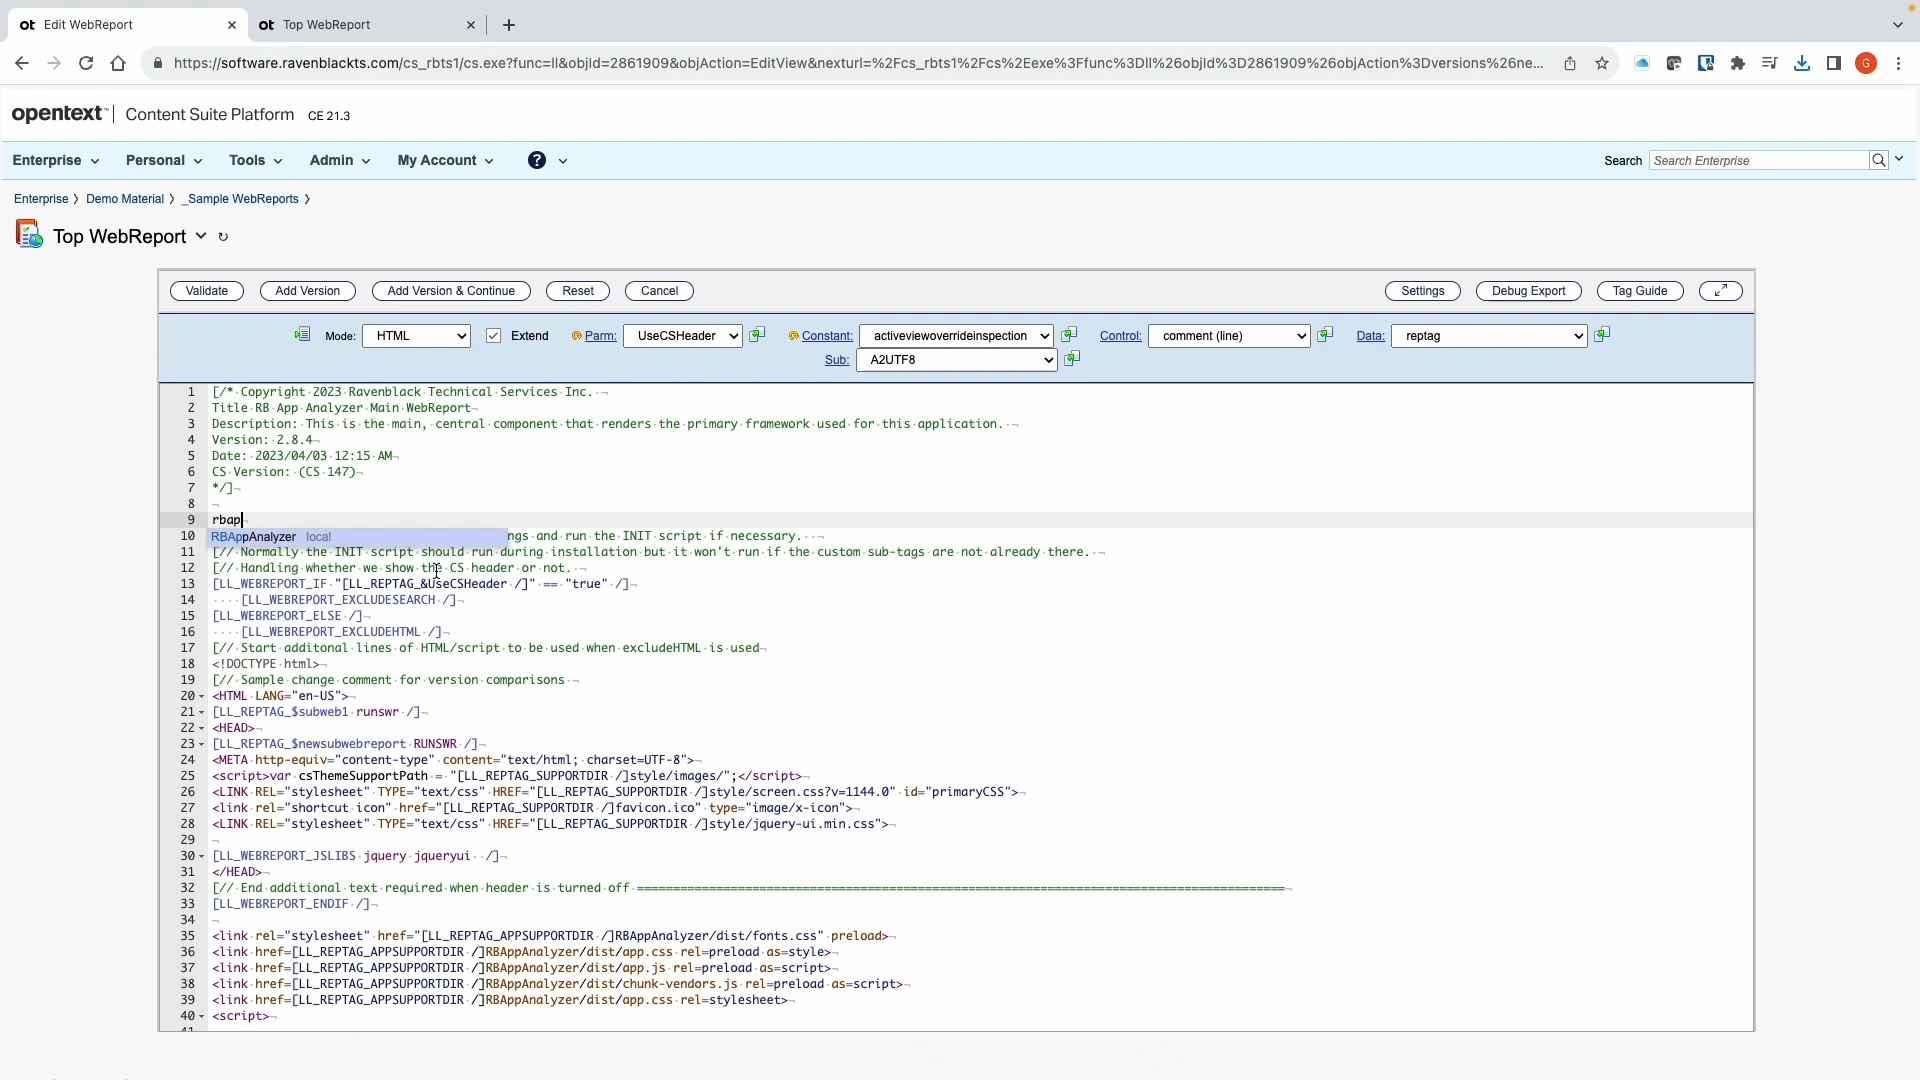 ot Edit WebReport
ot Top WebReport
https://software.ravenblackts.com/cs_rbts1/cs.exe?func=ll&objId=2861909&objAction=EditView&nexturl=%2Fcs_rbts1%2Fcs%2Eexe%3Ffunc%3Dll%26objId%3D2861909%26objAction%3Dversions%26ne...
G
opentext | Content Suite Platform CE 21.3
Enterprise Personal Tools Admin My Account ?
Search Search Enterprise
Enterprise Demo Material _Sample WebReports
Top WebReport
Validate Add Version Add Version & Continue Reset Cancel Settings Debug Export Tag Guide
Mode: HTML Extend Parm: UseCSHeader Constant: activeviewoverrideinspection Control: comment (line) Data: reptag
Sub: A2UTF8
1 [/* Copyright 2023 Ravenblack Technical Services Inc.
2 Title RB App Analyzer Main WebReport
3 Description: This is the main, central component that renders the primary framework used for this application.
4 Version: 2.8.4
5 Date: 2023/04/03 12:15 AM
6 CS Version: (CS 147)
7 */]
8
9 rbap
10 RBAppAnalyzer local ngs and run the INIT script if necessary.
11 [// Normally the INIT script should run during installation but it won't run if the custom sub-tags are not already there.
12 [// Handling whether we show the CS header or not.
13 [LL_WEBREPORT_IF "[LL_REPTAG_&UseCSHeader /]" == "true" /]
14 [LL_WEBREPORT_EXCLUDESEARCH /]
15 [LL_WEBREPORT_ELSE /]
16 [LL_WEBREPORT_EXCLUDEHTML /]
17 [// Start additonal lines of HTML/script to be used when excludeHTML is used
18 <!DOCTYPE html>
19 [// Sample change comment for version comparisons
20 <HTML LANG="en-US">
21 [LL_REPTAG_$subweb1 runswr /]
22 <HEAD>
23 [LL_REPTAG_$newsubwebreport RUNSWR /]
24 <META http-equiv="content-type" content="text/html; charset=UTF-8">
25 <script>var csThemeSupportPath = "[LL_REPTAG_SUPPORTDIR /]style/images/";</script>
26 <LINK REL="stylesheet" TYPE="text/css" HREF="[LL_REPTAG_SUPPORTDIR /]style/screen.css?v=1144.0" id="primaryCSS">
27 <link rel="shortcut icon" href="[LL_REPTAG_SUPPORTDIR /]favicon.ico" type="image/x-icon">
28 <LINK REL="stylesheet" TYPE="text/css" HREF="[LL_REPTAG_SUPPORTDIR /]style/jquery-ui.min.css">
29
30 [LL_WEBREPORT_JSLIBS jquery jqueryui /]
31 </HEAD>
32 [// End additional text required when header is turned off ==========================================================================================
33 [LL_WEBREPORT_ENDIF /]
34
35 <link rel="stylesheet" href="[LL_REPTAG_APPSUPPORTDIR /]RBAppAnalyzer/dist/fonts.css" preload>
36 <link href=[LL_REPTAG_APPSUPPORTDIR /]RBAppAnalyzer/dist/app.css rel=preload as=style>
37 <link href=[LL_REPTAG_APPSUPPORTDIR /]RBAppAnalyzer/dist/app.js rel=preload as=script>
38 <link href=[LL_REPTAG_APPSUPPORTDIR /]RBAppAnalyzer/dist/chunk-vendors.js rel=preload as=script>
39 <link href=[LL_REPTAG_APPSUPPORTDIR /]RBAppAnalyzer/dist/app.css rel=stylesheet>
40 <script>
41